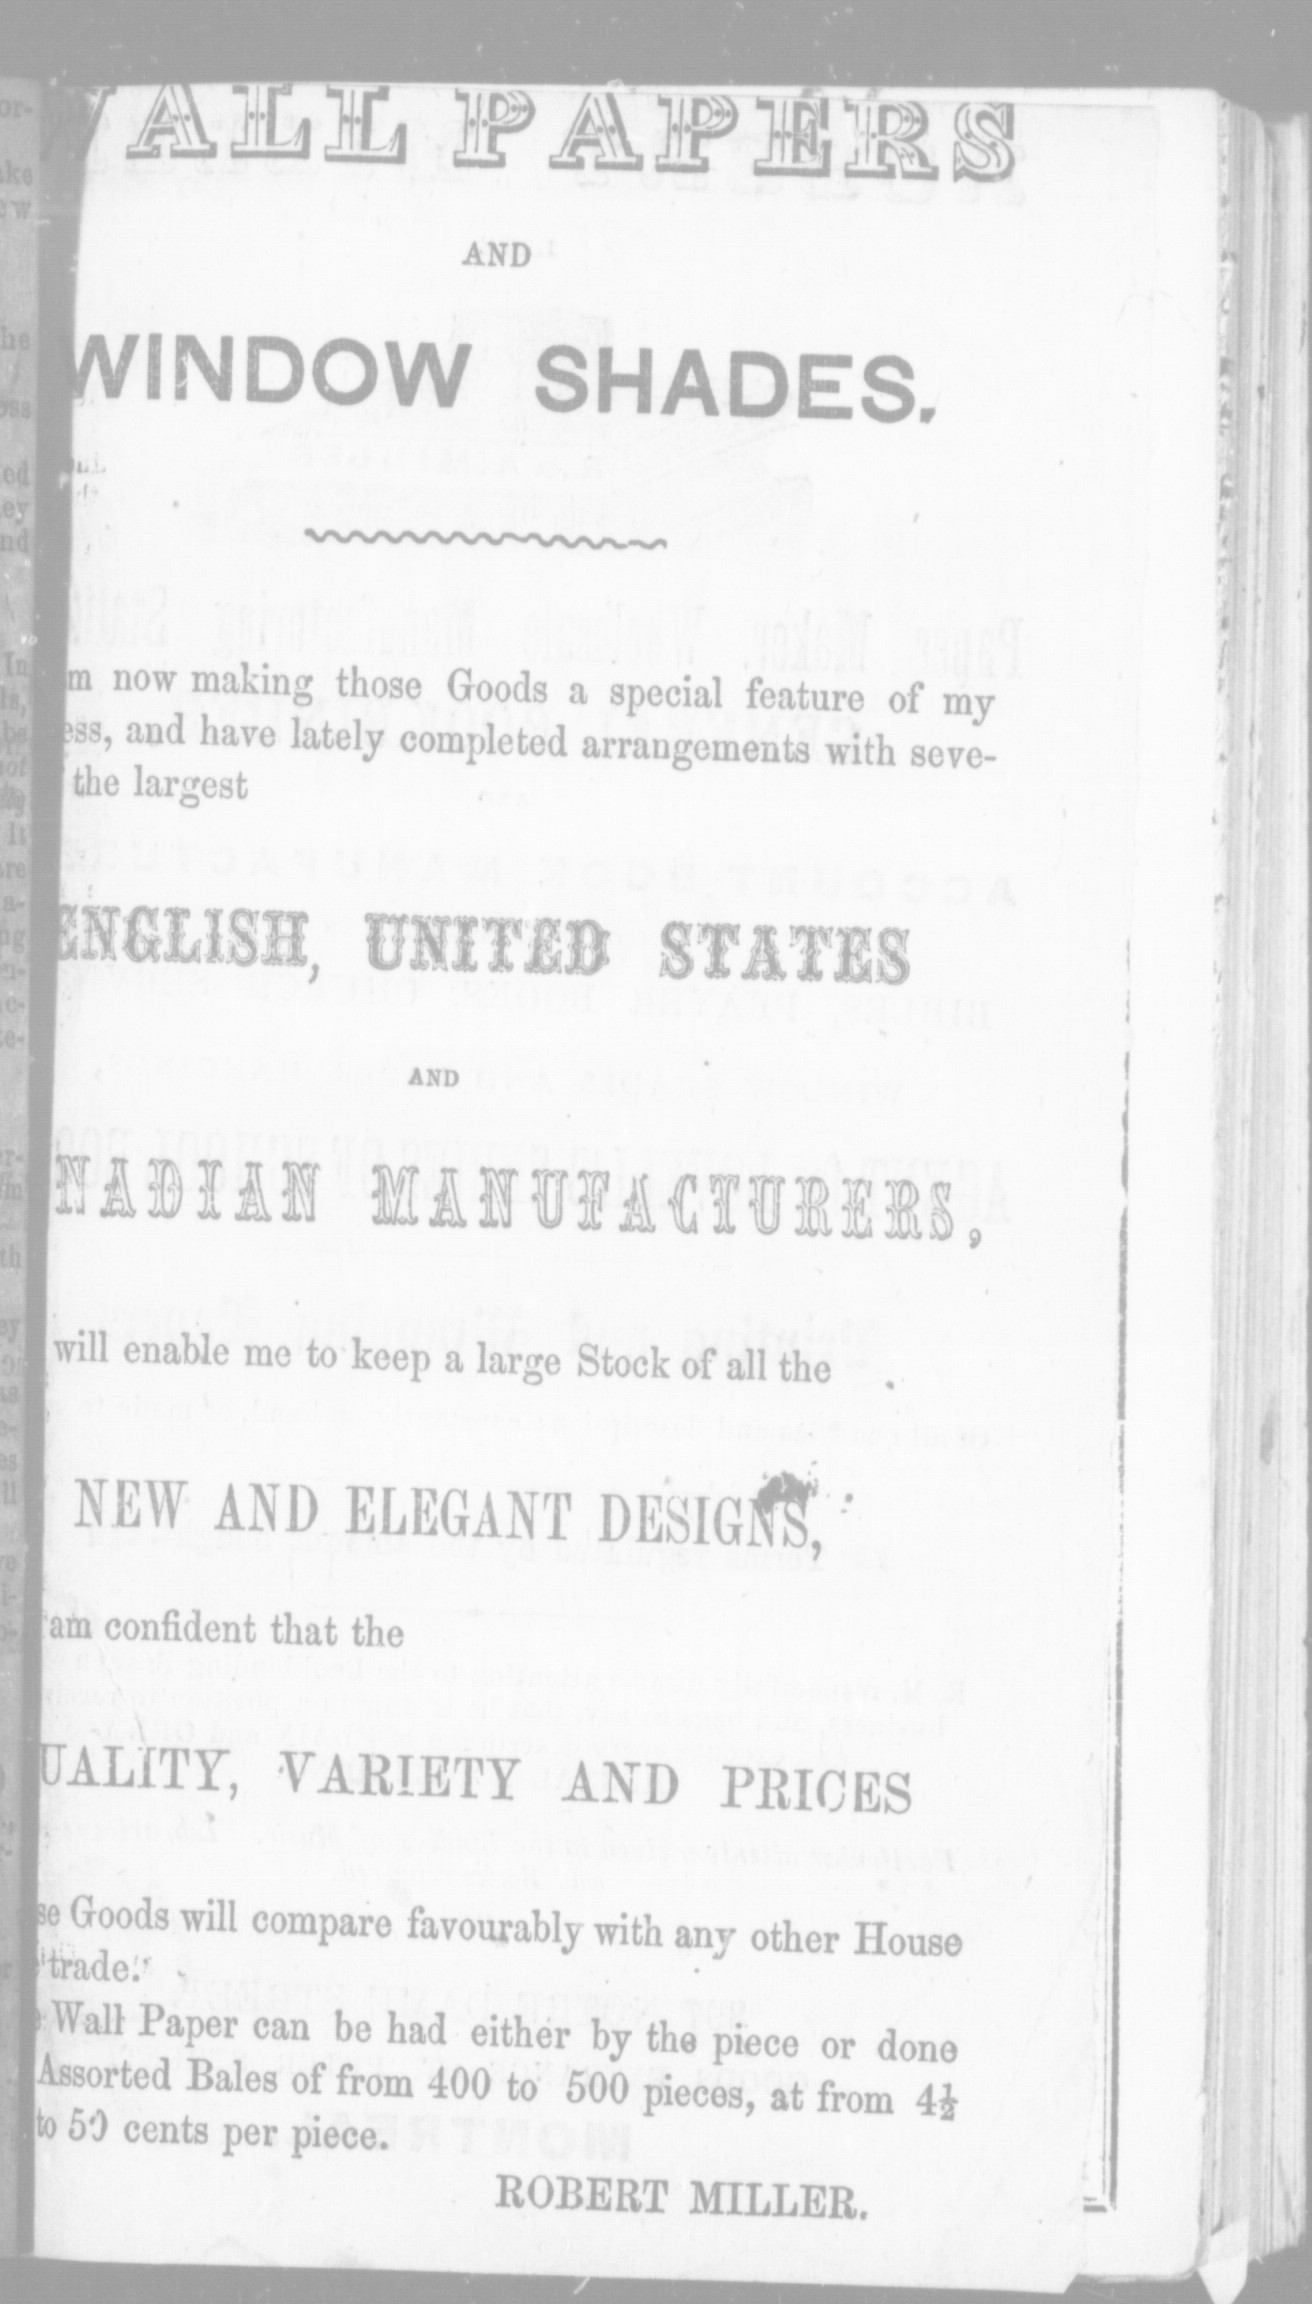 WALL PAPERS
AND
WINDOW SHADES.
m now making those Goods a special feature of my
ess, and have lately completed arrangements with seve-
the largest
ENGLISH, UNITED STATES
AND
NADIAN MANUFACTURERS,
will enable me to keep a large Stock of all the
NEW AND ELEGANT DESIGNS,
am confident that the
UALITY, VARIETY AND PRICES
se Goods will compare favourably with any other House
trade.
Wall Paper can be had either by the piece or done
Assorted Bales of from 400 to 500 pieces, at from 4½
to 50 cents per piece.
ROBERT MILLER.